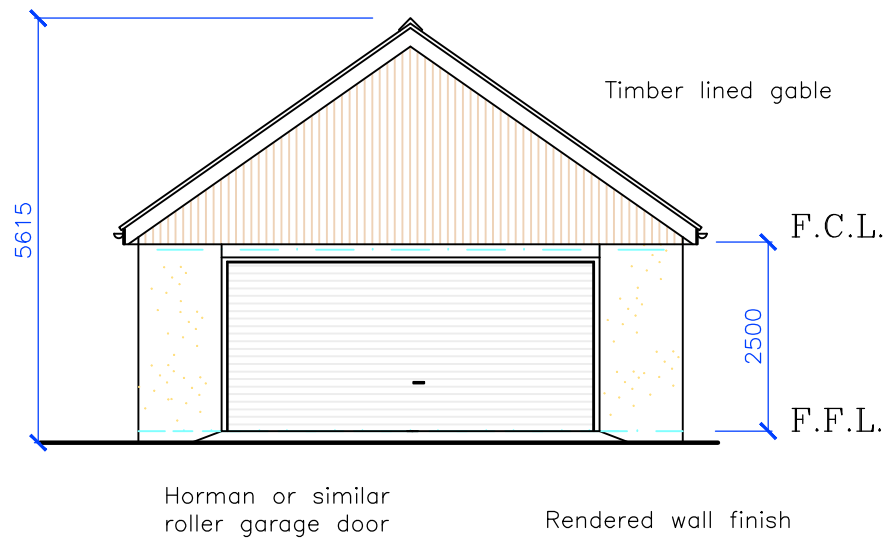 Timber lined gable
5615
F.C.L.
2500
F.F.L.
Horman or similar
roller garage door
Rendered wall finish